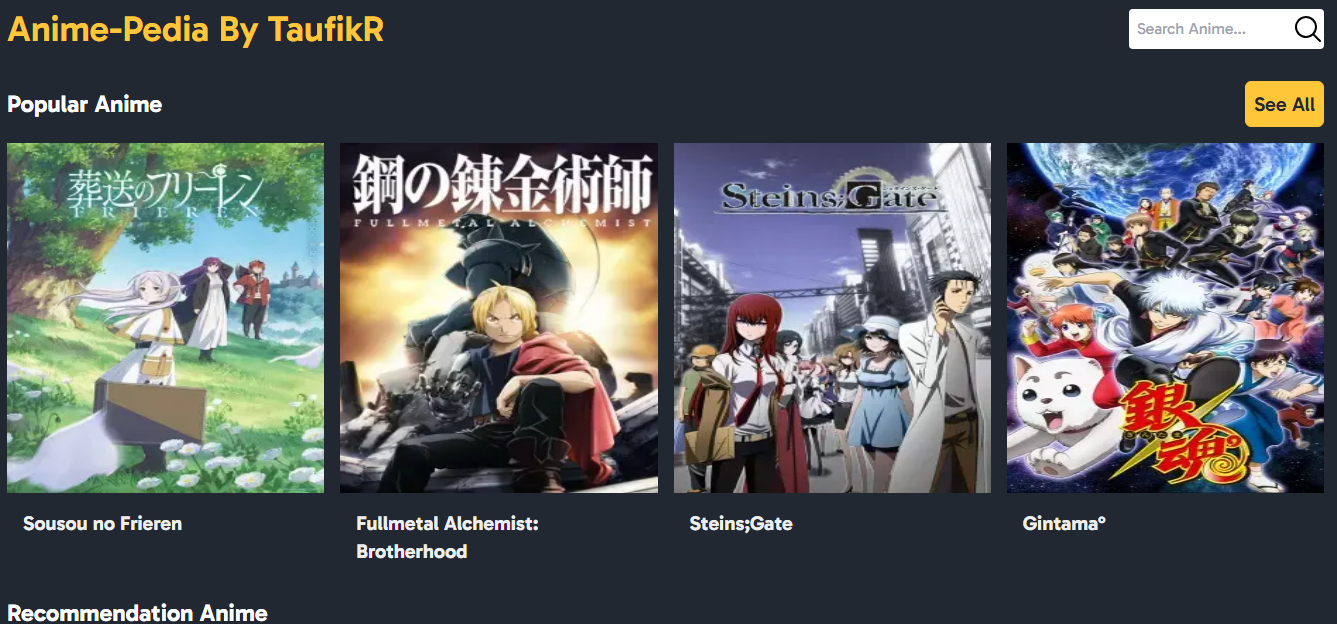 Anime-Pedia By TaufikR
Search Anime...
Popular Anime
See All
葬送のフリーレン
FRIEREN
鋼の錬金術師
FULLMETAL ALCHEMIST
Steins;Gate
銀魂°
Sousou no Frieren
Fullmetal Alchemist:
Brotherhood
Steins;Gate
Gintama°
Recommendation Anime